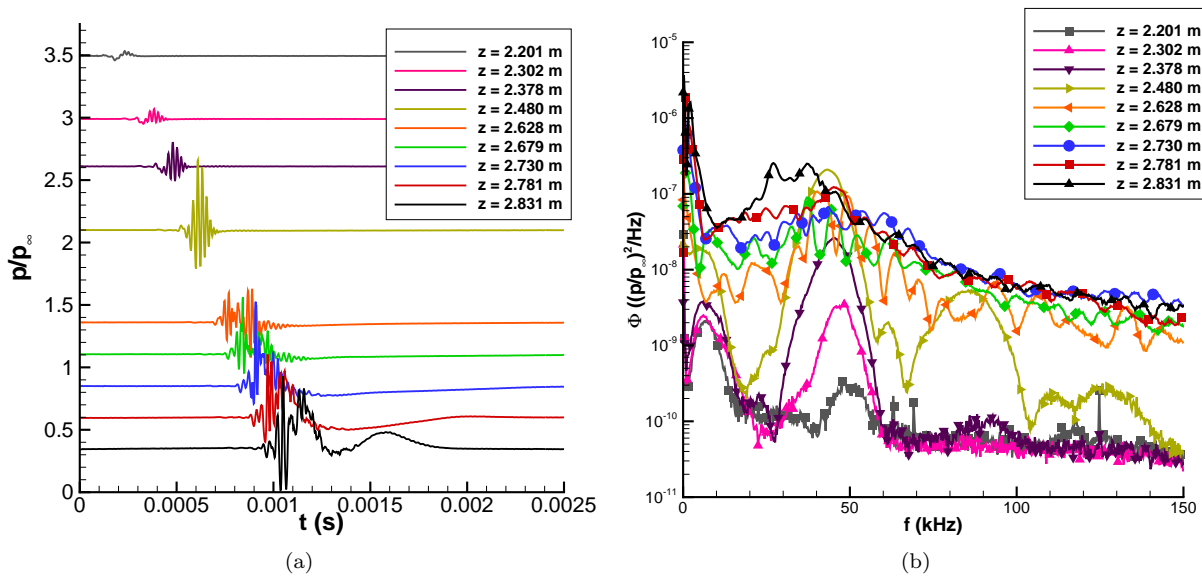 z = 2.201 m
z = 2.302 m
z = 2.378 m
z = 2.480 m
z = 2.628 m
z = 2.679 m
z = 2.730 m
z = 2.781 m
z = 2.831 m
3.5
3
2.5
2
1.5
1
0.5
0
p/p∞
0 0.0005 0.001 0.0015 0.002 0.0025
t (s)
(a)
z = 2.201 m
z = 2.302 m
z = 2.378 m
z = 2.480 m
z = 2.628 m
z = 2.679 m
z = 2.730 m
z = 2.781 m
z = 2.831 m
10⁻⁵
10⁻⁶
10⁻⁷
10⁻⁸
10⁻⁹
10⁻¹⁰
10⁻¹¹
Φ ((p/p∞)²/Hz)
0 50 100 150
f (kHz)
(b)